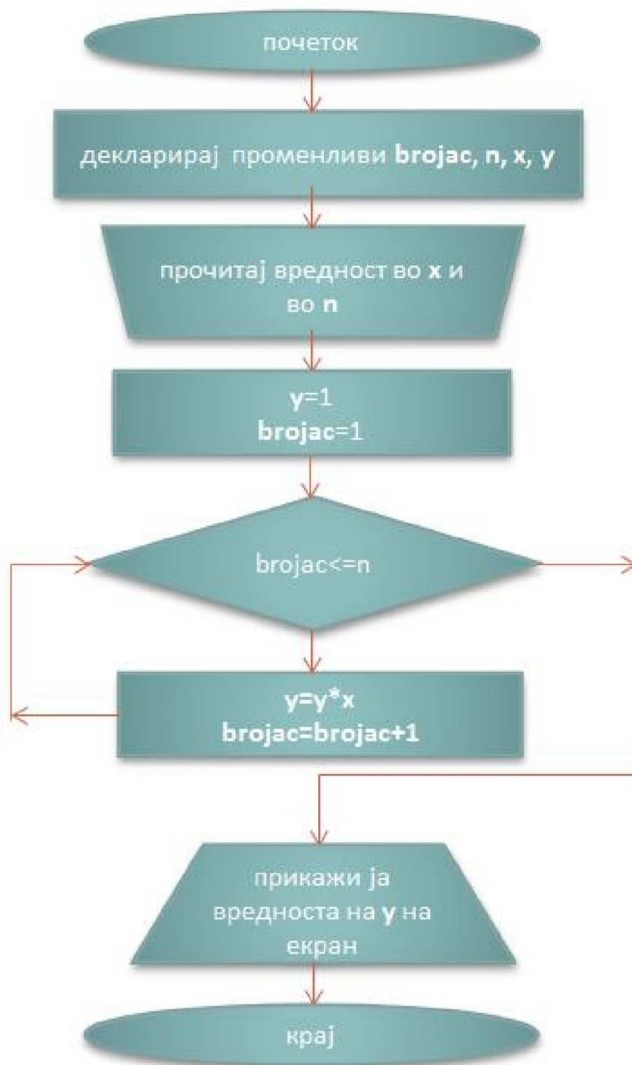 почеток
декларирај променливи brojac, n, x, y
прочитај вредност во x и
во n
y=1
brojac=1
brojac<=n
y=y*x
brojac=brojac+1
прикажи ја
вредноста на y на
екран
крај